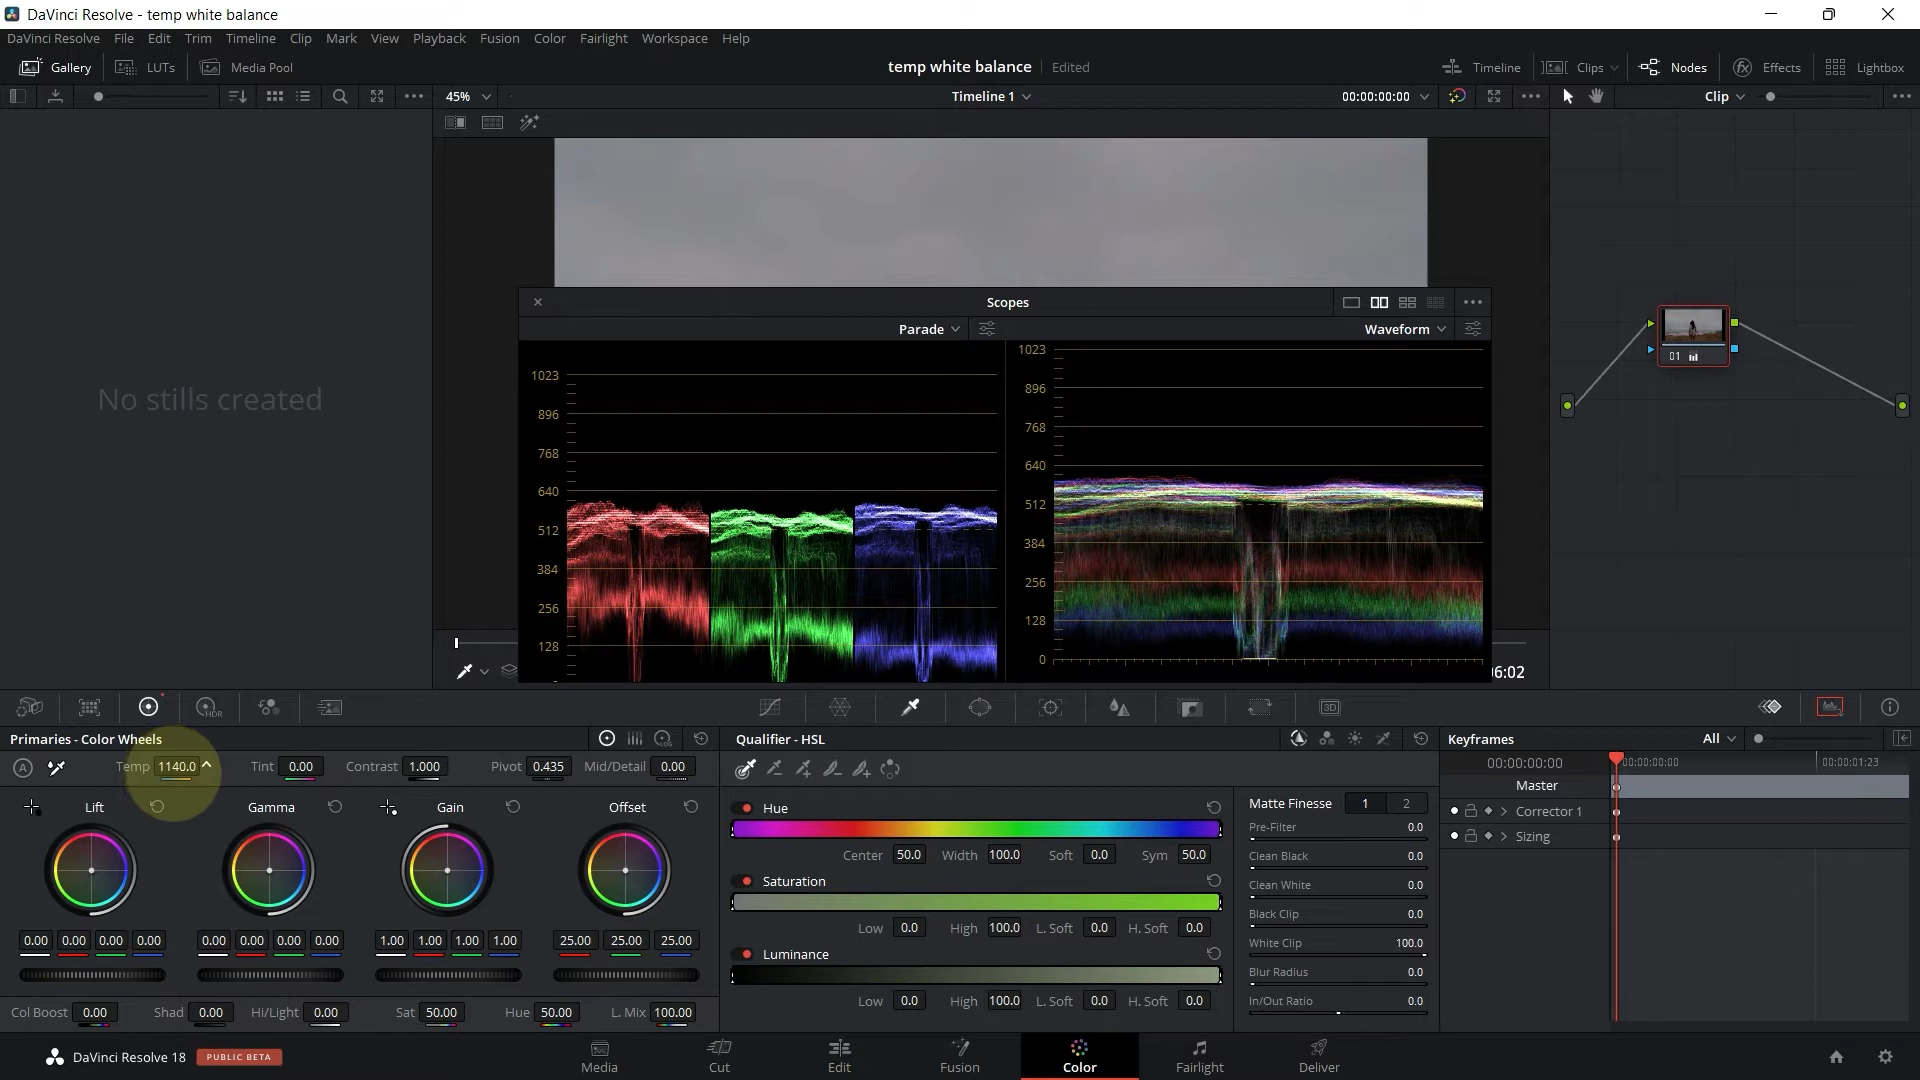 DaVinci Resolve - temp white balance
DaVinci Resolve File Edit Trim Timeline Clip Mark View Playback Fusion Color Fairlight Workspace Help
Gallery LUTs Media Pool temp white balance Edited Timeline Clips Nodes Effects Lightbox
45% Timeline 1 00:00:00:00 Clip
No stills created
Scopes
Parade Waveform
1023
896
768
640
512
384
256
128
1023
896
768
640
512
384
256
128
0
01
06:02
HDR
3D
Primaries - Color Wheels
LOG
A Temp 1140.0 Tint 0.00 Contrast 1.000 Pivot 0.435 Mid/Detail 0.00
Lift Gamma Gain Offset
0.00 0.00 0.00 0.00 0.00 0.00 0.00 0.00 1.00 1.00 1.00 1.00 25.00 25.00 25.00
Col Boost 0.00 Shad 0.00 Hi/Light 0.00 Sat 50.00 Hue 50.00 L. Mix 100.00
Qualifier - HSL
Hue
Center 50.0 Width 100.0 Soft 0.0 Sym 50.0
Saturation
Low 0.0 High 100.0 L. Soft 0.0 H. Soft 0.0
Luminance
Low 0.0 High 100.0 L. Soft 0.0 H. Soft 0.0
Matte Finesse 1 2
Pre-Filter 0.0
Clean Black 0.0
Clean White 0.0
Black Clip 0.0
White Clip 100.0
Blur Radius 0.0
In/Out Ratio 0.0
Keyframes All
00:00:00:00 00:00:00:00 00:00:01:23
Master
Corrector 1
Sizing
DaVinci Resolve 18 PUBLIC BETA
Media Cut Edit Fusion Color Fairlight Deliver